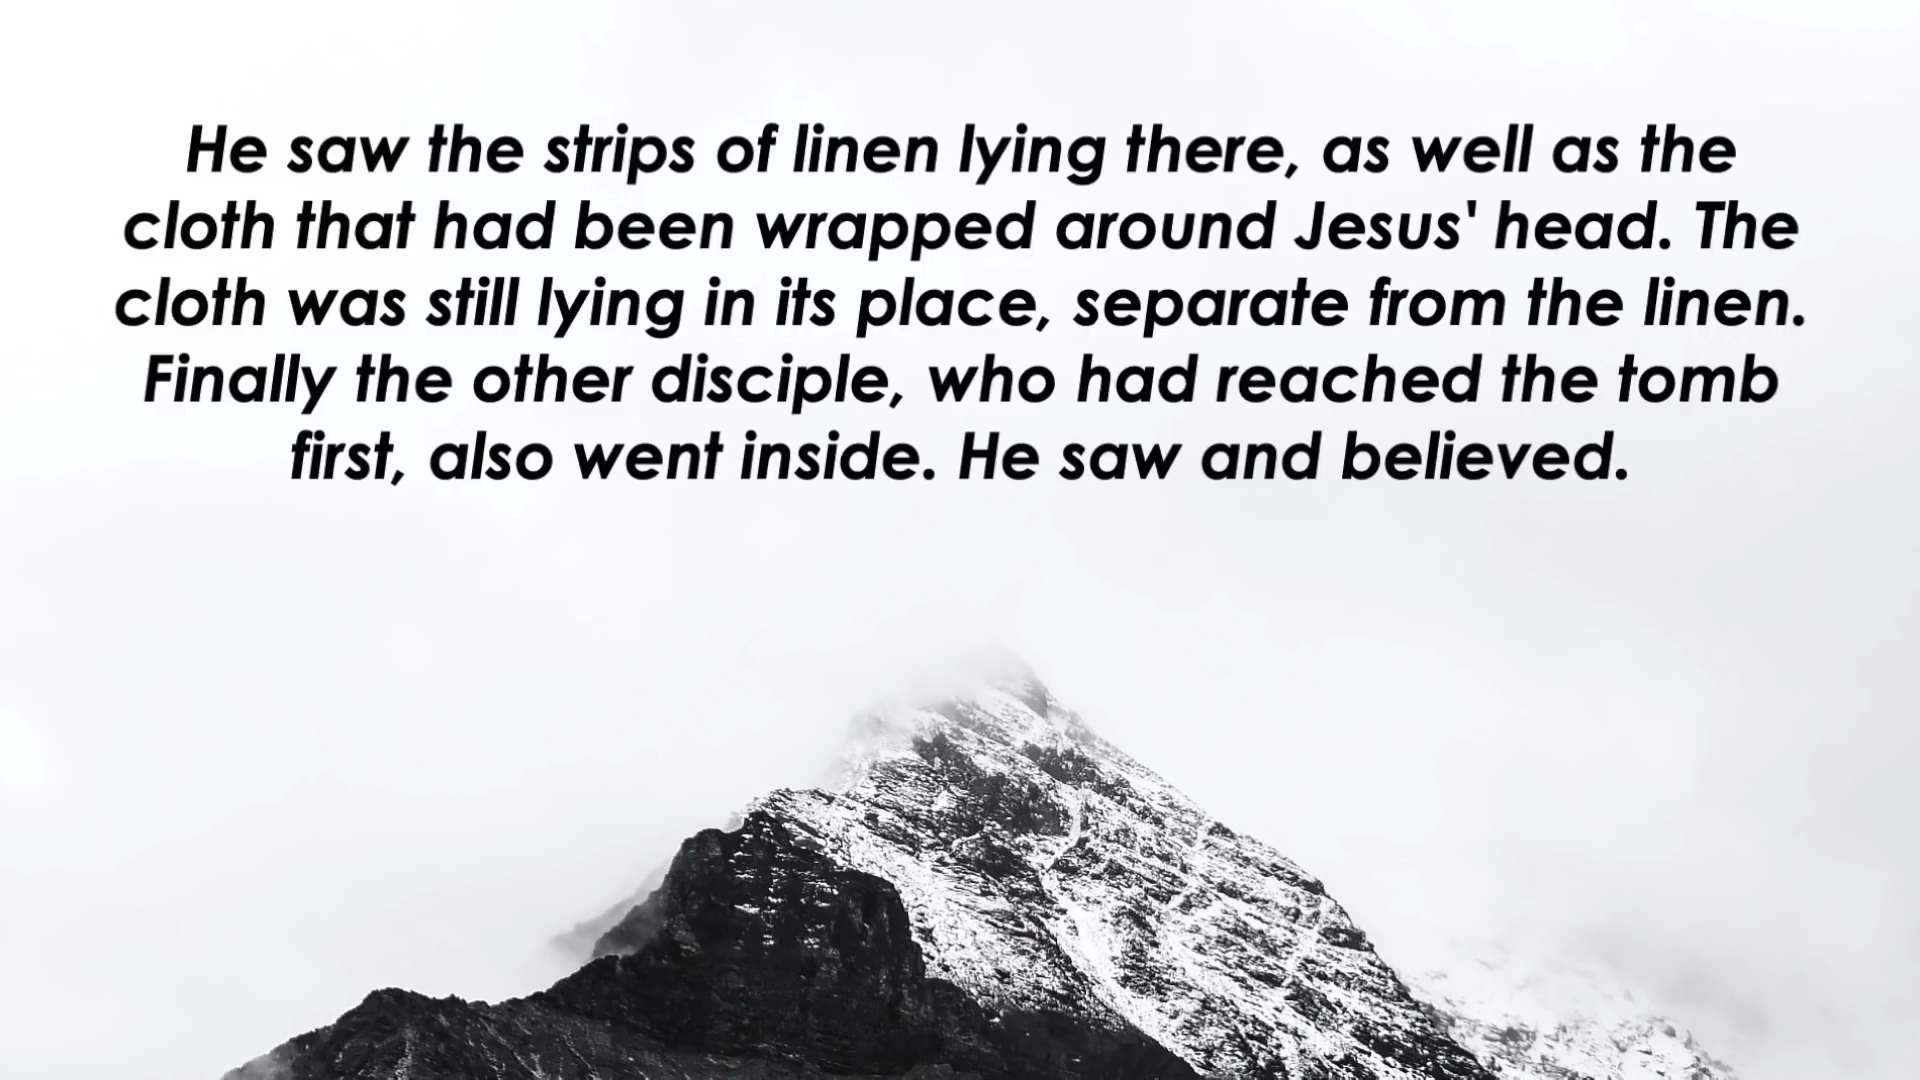 He saw the strips of linen lying there, as well as the
cloth that had been wrapped around Jesus' head. The
cloth was still lying in its place, separate from the linen.
Finally the other disciple, who had reached the tomb
first, also went inside. He saw and believed.